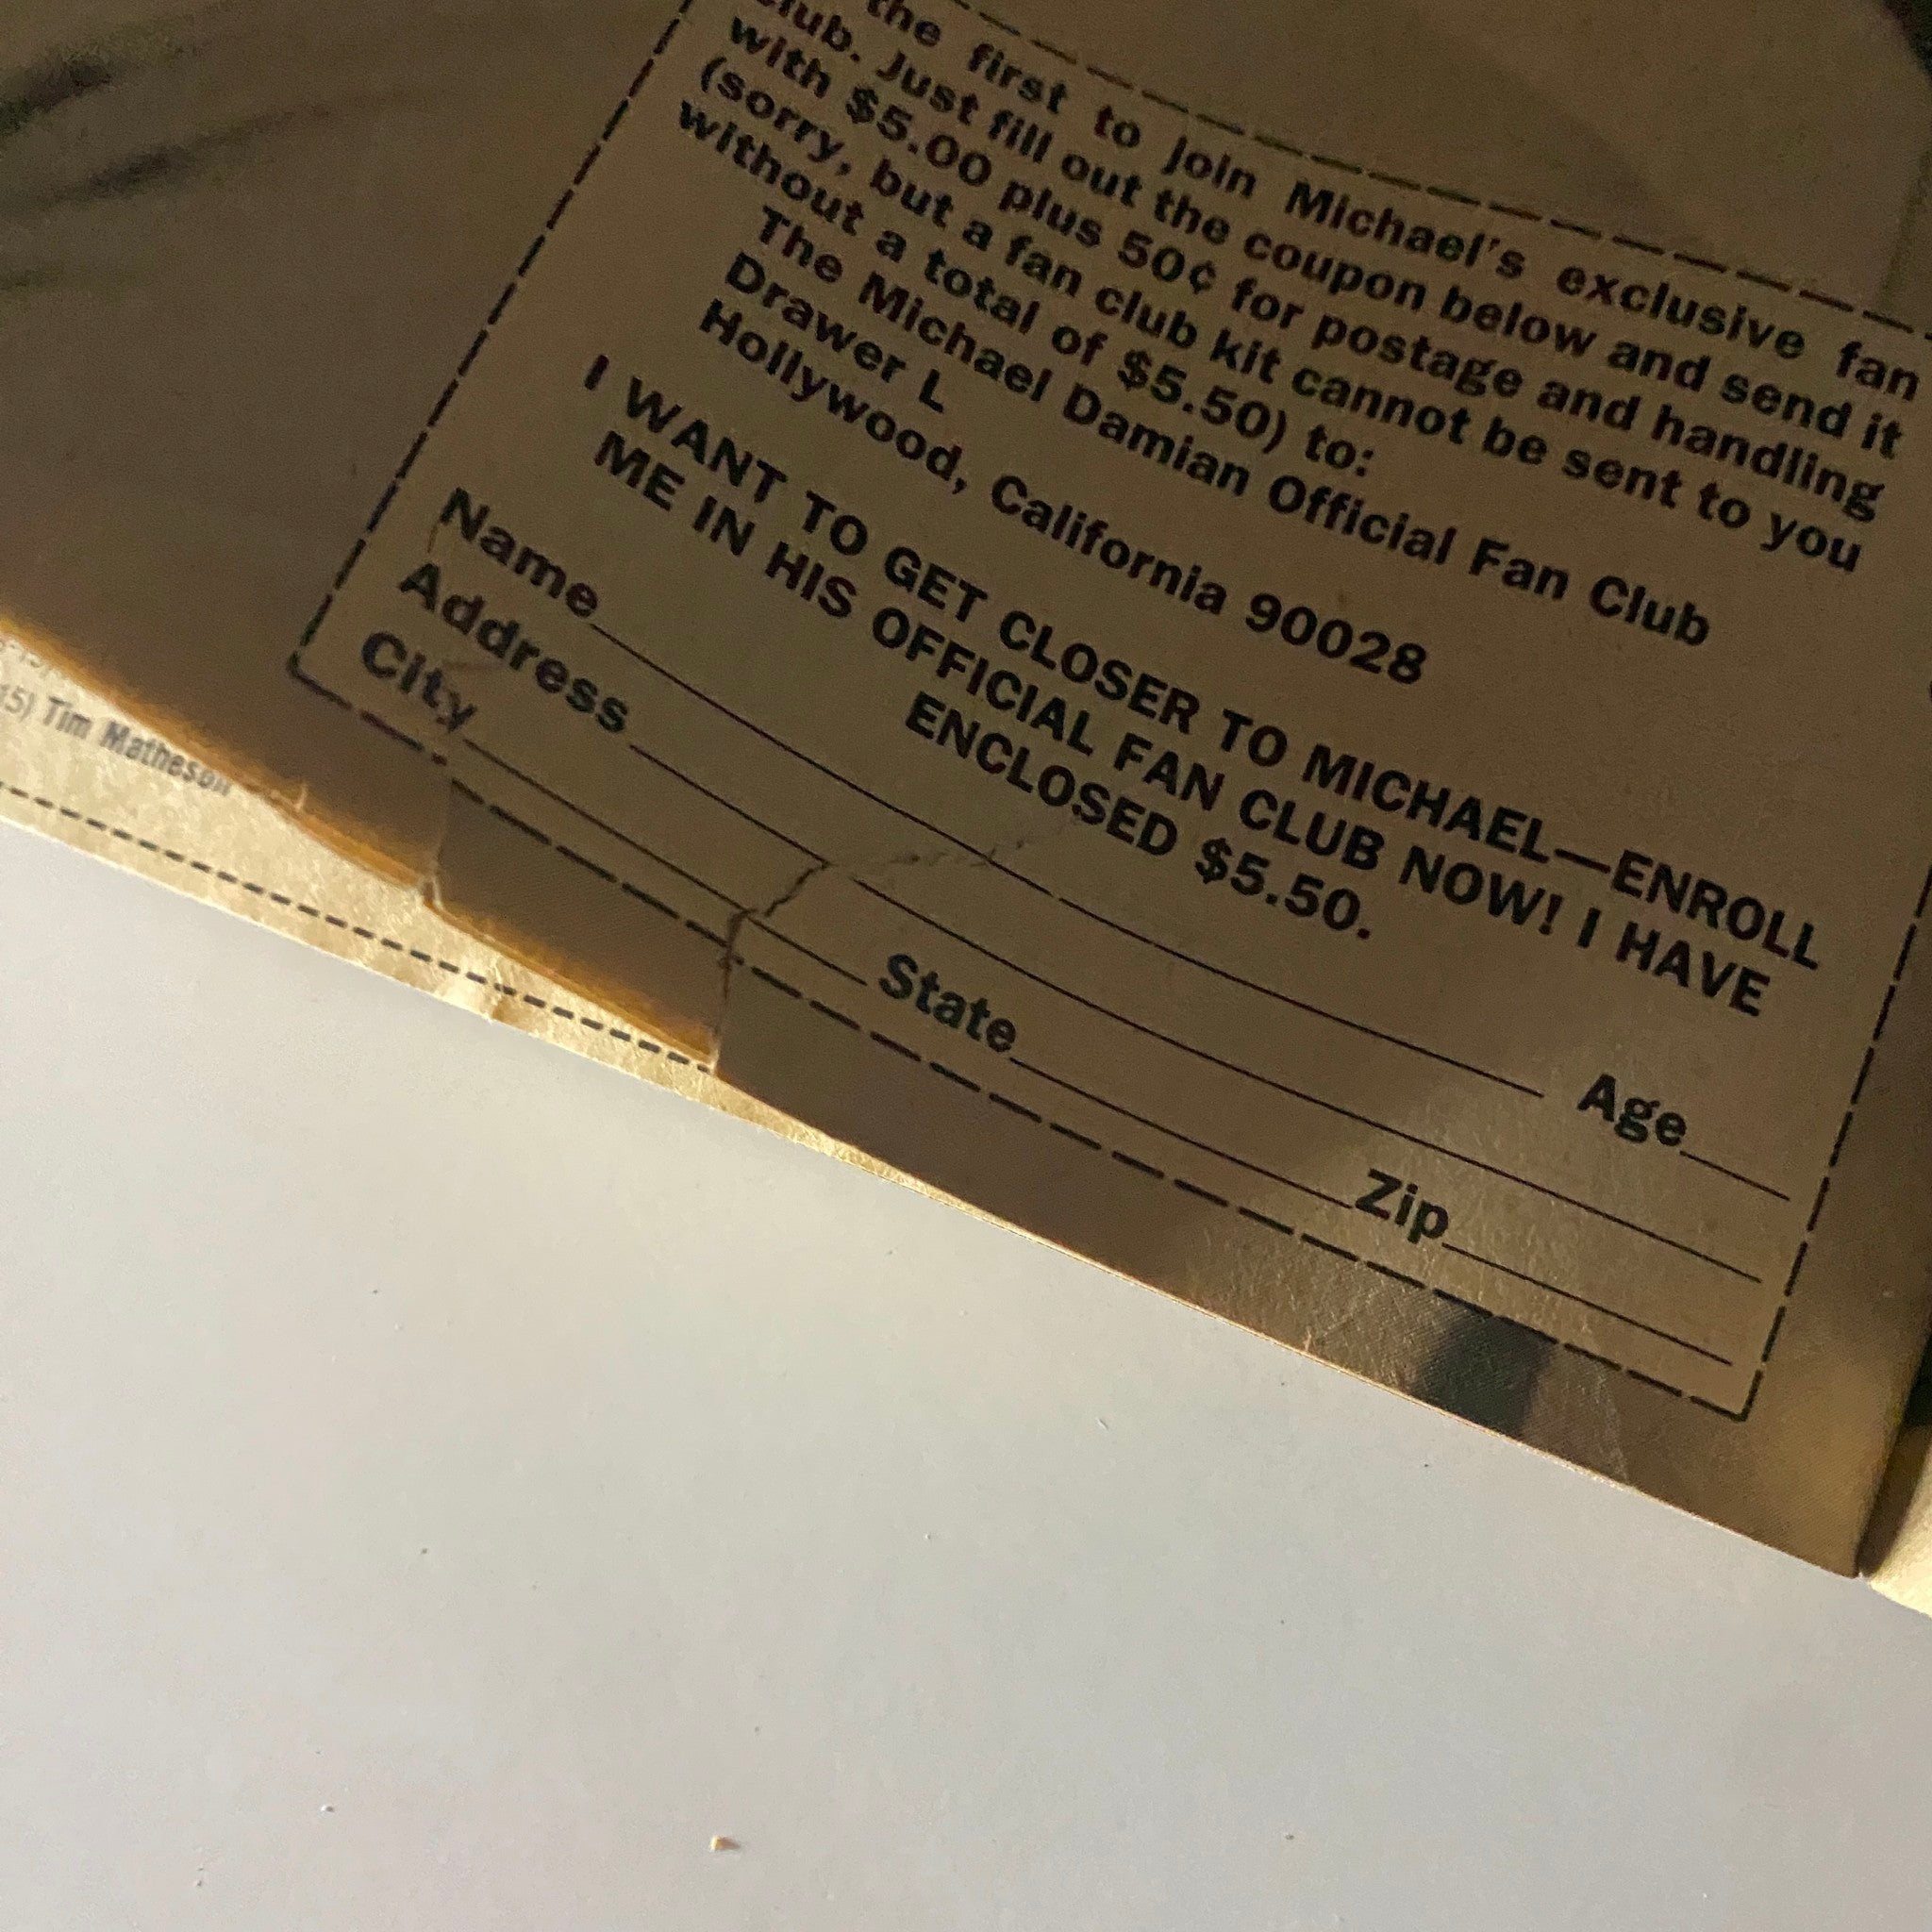 the first to join Michael's exclusive fan
club. Just fill out the coupon below and send it
with $5.00 plus 50¢ for postage and handling
(sorry, but a fan club kit cannot be sent to you
without a total of $5.50) to:
The Michael Damian Official Fan Club
Drawer L
Hollywood, California 90028
I WANT TO GET CLOSER TO MICHAEL—ENROLL
ME IN HIS OFFICIAL FAN CLUB NOW! I HAVE
ENCLOSED $5.50.
Name Age
Address
City State Zip
15) Tim Matheson